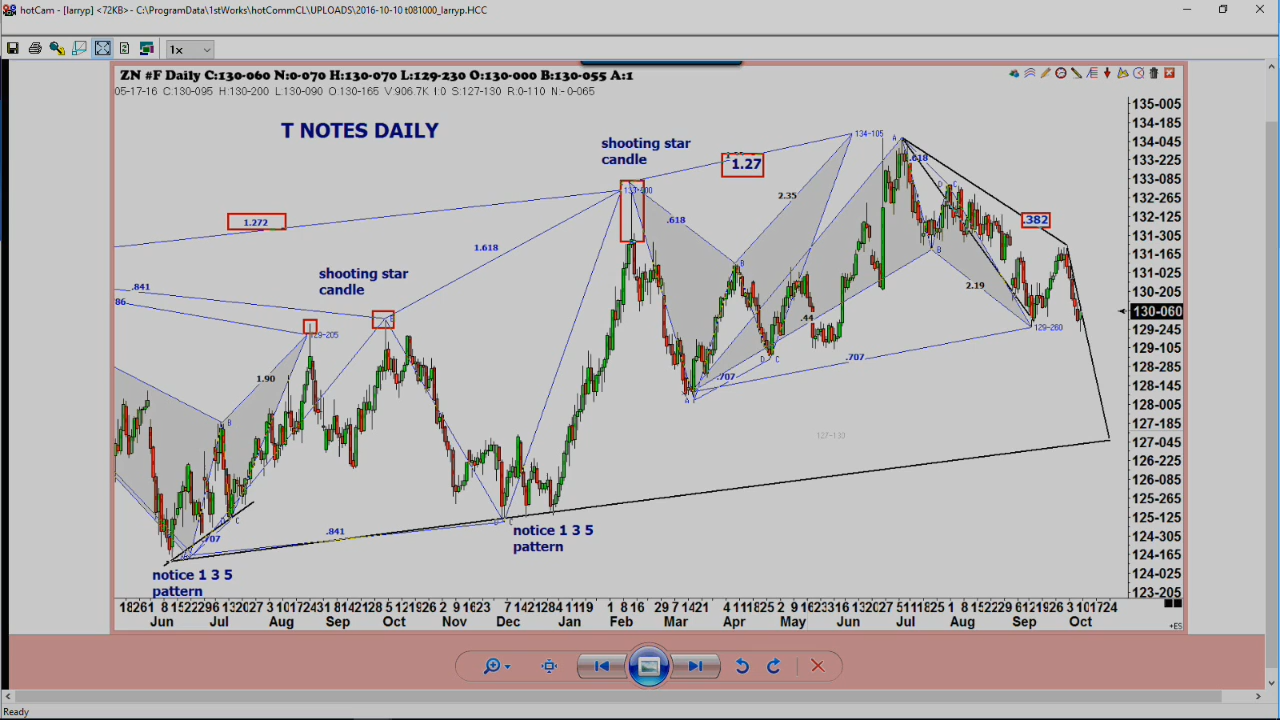 hotCam - [larryp] <72KB>- C:\ProgramData\1stWorks\hotCommCL\UPLOADS\2016-10-10 t081000_larryp.HCC
1x
ZN #F Daily C:130-060 N:0-070 H:130-070 L:129-230 O:130-000 B:130-055 A:1
05-17-16 C:130-095 H:130-200 L:130-090 O:130-165 V:906.7K I:0 S:127-130 R:0-110 N:-0-065
T NOTES DAILY
shooting star
candle
1.27
134-105
A
.618
1.272
2.35
.618
.382
1.618
shooting star
candle
.841
86
B
B
2.19
129-205
.44
129-260
1.90
.707
D C
.707
A
B
127-133
.841
.707
notice 1 3 5
pattern
notice 1 3 5
pattern
135-005
134-185
134-045
133-225
133-085
132-265
132-125
131-305
131-165
131-025
130-205
130-060
129-245
129-105
128-285
128-145
128-005
127-185
127-045
126-225
126-085
125-265
125-125
124-305
124-165
124-025
123-205
Jun Jul Aug Sep Oct Nov Dec Jan Feb Mar Apr May Jun Jul Aug Sep Oct
+ES
Ready